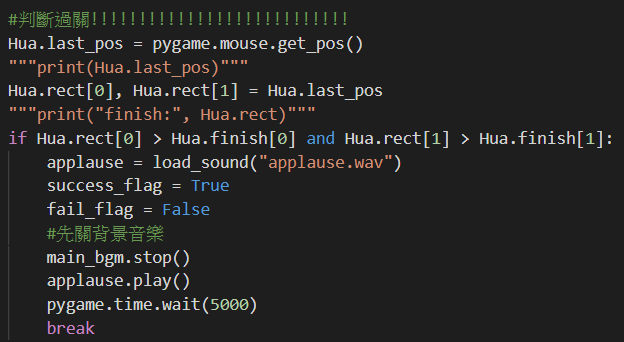 #判斷過關!!!!!!!!!!!!!!!!!!!!!!!!!!!
Hua.last_pos = pygame.mouse.get_pos()
"""print(Hua.last_pos)"""
Hua.rect[0], Hua.rect[1] = Hua.last_pos
"""print("finish:", Hua.rect)"""
if Hua.rect[0] > Hua.finish[0] and Hua.rect[1] > Hua.finish[1]:
    applause = load_sound("applause.wav")
    success_flag = True
    fail_flag = False
    #先關背景音樂
    main_bgm.stop()
    applause.play()
    pygame.time.wait(5000)
    break